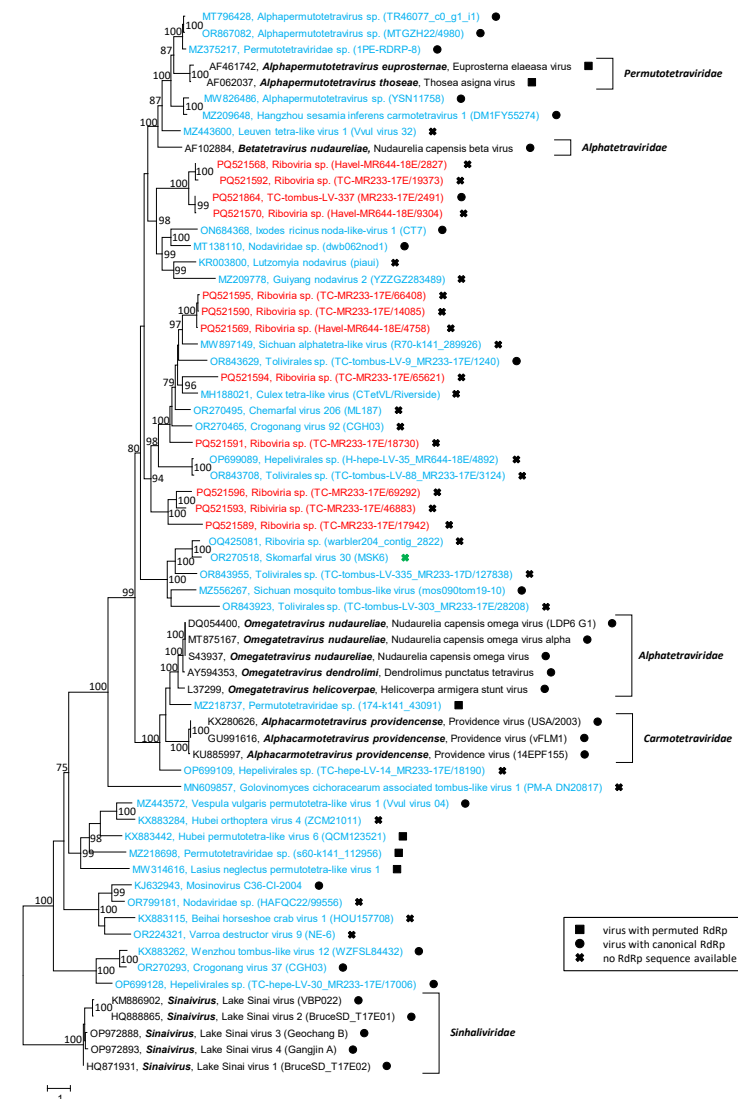 MT796428, Alphapermutotetravirus sp. (TR46077_c0_g1_i1)
100
100
OR867082, Alphapermutotetravirus sp. (MTGZH22/4980)
87
MZ375217, Permutotetraviridae sp. (1PE-RDRP-8)
AF461742, Alphapermutotetravirus euprosternae, Euprosterna elaeasa virus
100
Permutotetraviridae
AF062037, Alphapermutotetravirus thoseae, Thosea asigna virus
87
MW826486, Alphapermutotetravirus sp. (YSN11758)
100
MZ209648, Hangzhou sesamia inferens carmotetravirus 1 (DM1FY55274)
100
MZ443600, Leuven tetra-like virus 1 (Vvul virus 32)
AF102884, Betatetravirus nudaureliae, Nudaurelia capensis beta virus
Alphatetraviridae
PQ521568, Riboviria sp. (Havel-MR644-18E/2827)
100
PQ521592, Riboviria sp. (TC-MR233-17E/19373)
100
PQ521864, TC-tombus-LV-337 (MR233-17E/2491)
99
PQ521570, Riboviria sp. (Havel-MR644-18E/9304)
98
ON684368, Ixodes ricinus noda-like-virus 1 (CT7)
100
MT138110, Nodaviridae sp. (dwb062nod1)
99
KR003800, Lutzomyia nodavirus (piaui)
99
MZ209778, Guiyang nodavirus 2 (YZZGZ283489)
PQ521595, Riboviria sp. (TC-MR233-17E/66408)
100
PQ521590, Riboviria sp. (TC-MR233-17E/14085)
97
PQ521569, Riboviria sp. (Havel-MR644-18E/4758)
MW897149, Sichuan alphatetra-like virus (R70-k141_289926)
OR843629, Tolivirales sp. (TC-tombus-LV-9_MR233-17E/1240)
79
PQ521594, Riboviria sp. (TC-MR233-17E/65621)
96
MH188021, Culex tetra-like virus (CTetVL/Riverside)
OR270495, Chemarfal virus 206 (ML187)
100
OR270465, Crogonang virus 92 (CGH03)
98
80
PQ521591, Riboviria sp. (TC-MR233-17E/18730)
OP699089, Hepelivirales sp. (H-hepe-LV-35_MR644-18E/4892)
100
94
OR843708, Tolivirales sp. (TC-tombus-LV-88_MR233-17E/3124)
PQ521596, Riboviria sp. (TC-MR233-17E/69292)
100
PQ521593, Riboviria sp. (TC-MR233-17E/46883)
100
PQ521589, Riboviria sp. (TC-MR233-17E/17942)
OQ425081, Riboviria sp. (warbler204_contig_2822)
100
OR270518, Skomarfal virus 30 (MSK6)
100
OR843955, Tolivirales sp. (TC-tombus-LV-335_MR233-17D/127838)
100
MZ556267, Sichuan mosquito tombus-like virus (mos090tom19-10)
99
OR843923, Tolivirales sp. (TC-tombus-LV-303_MR233-17E/28208)
DQ054400, Omegatetravirus nudaureliae, Nudaurelia capensis omega virus (LDP6 G1)
100
MT875167, Omegatetravirus nudaureliae, Nudaurelia capensis omega virus alpha
S43937, Omegatetravirus nudaureliae, Nudaurelia capensis omega virus
Alphatetraviridae
100
AY594353, Omegatetravirus dendrolimi, Dendrolimus punctatus tetravirus
100
L37299, Omegatetravirus helicoverpae, Helicoverpa armigera stunt virus
100
MZ218737, Permutotetraviridae sp. (174-k141_43091)
KX280626, Alphacarmotetravirus providencense, Providence virus (USA/2003)
100
GU991616, Alphacarmotetravirus providencense, Providence virus (vFLM1)
Carmotetraviridae
100
KU885997, Alphacarmotetravirus providencense, Providence virus (14EPF155)
75
OP699109, Hepelivirales sp. (TC-hepe-LV-14_MR233-17E/18190)
MN609857, Golovinomyces cichoracearum associated tombus-like virus 1 (PM-A DN20817)
MZ443572, Vespula vulgaris permutotetra-like virus 1 (Vvul virus 04)
100
KX883284, Hubei orthoptera virus 4 (ZCM21011)
98
KX883442, Hubei permutotetra-like virus 6 (QCM123521)
99
MZ218698, Permutotetraviridae sp. (s60-k141_112956)
MW314616, Lasius neglectus permutotetra-like virus 1
KJ632943, Mosinovirus C36-CI-2004
99
100
OR799181, Nodaviridae sp. (HAFQC22/99556)
100
KX883115, Beihai horseshoe crab virus 1 (HOU157708)
virus with permuted RdRp
OR224321, Varroa destructor virus 9 (NE-6)
virus with canonical RdRp
KX883262, Wenzhou tombus-like virus 12 (WZFSL84432)
no RdRp sequence available
100
OR270293, Crogonang virus 37 (CGH03)
100
OP699128, Hepelivirales sp. (TC-hepe-LV-30_MR233-17E/17006)
KM886902, Sinaivirus, Lake Sinai virus (VBP022)
100
HQ888865, Sinaivirus, Lake Sinai virus 2 (BruceSD_T17E01)
OP972888, Sinaivirus, Lake Sinai virus 3 (Geochang B)
Sinhaliviridae
100
OP972893, Sinaivirus, Lake Sinai virus 4 (Gangjin A)
HQ871931, Sinaivirus, Lake Sinai virus 1 (BruceSD_T17E02)
1